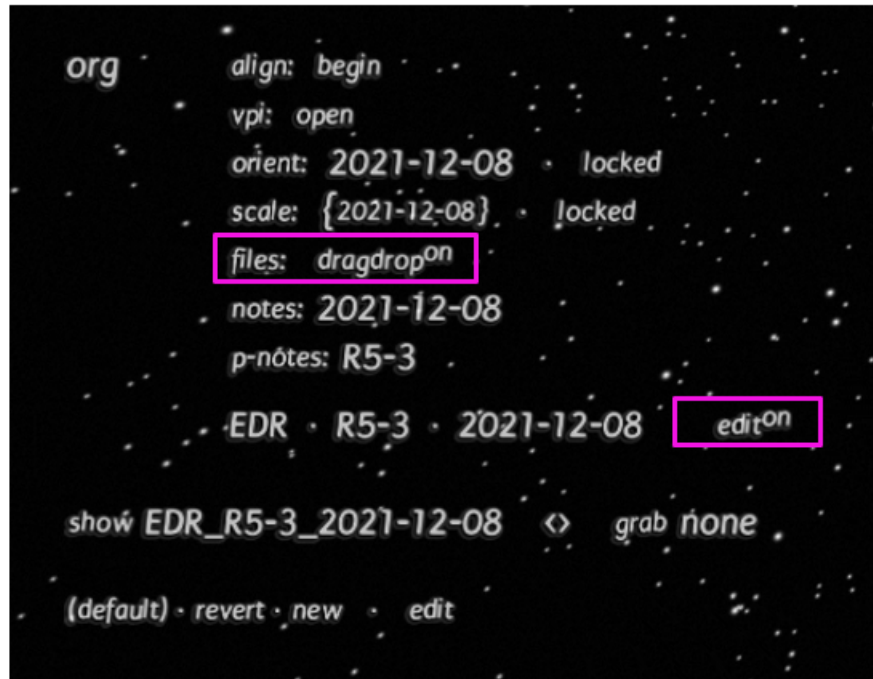 org align: begin
vpi: open
orient: 2021-12-08 · locked
scale: {2021-12-08} · locked
files: dragdrop^on
notes: 2021-12-08
p-notes: R5-3
EDR · R5-3 · 2021-12-08 edit^on
show EDR_R5-3_2021-12-08 <> grab none
(default) · revert · new · edit